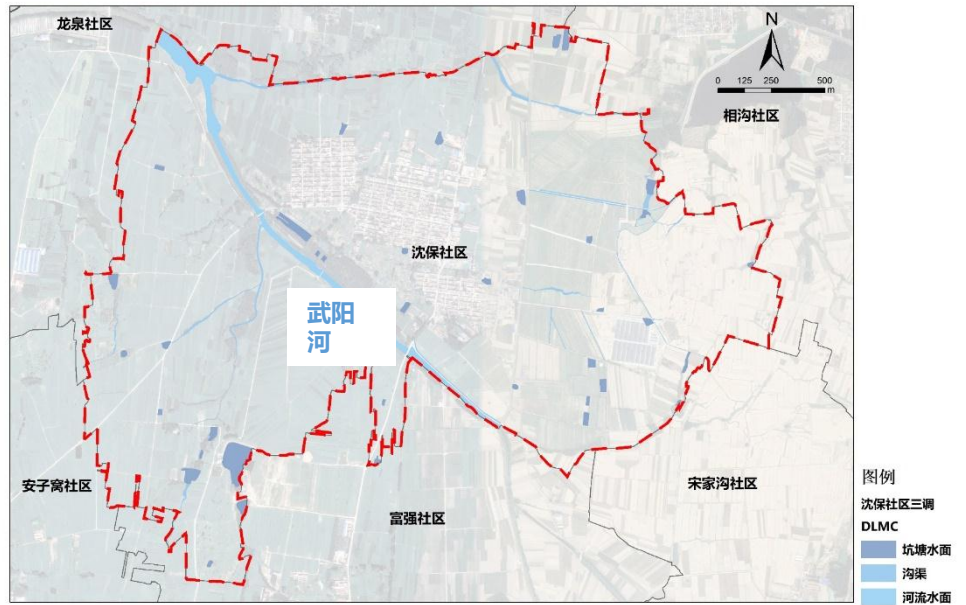 龙泉社区
N
0 125 250 500
m
相沟社区
沈保社区
武阳
河
安子窝社区
富强社区
宋家沟社区
图例
沈保社区三调
DLMC
坑塘水面
沟渠
河流水面